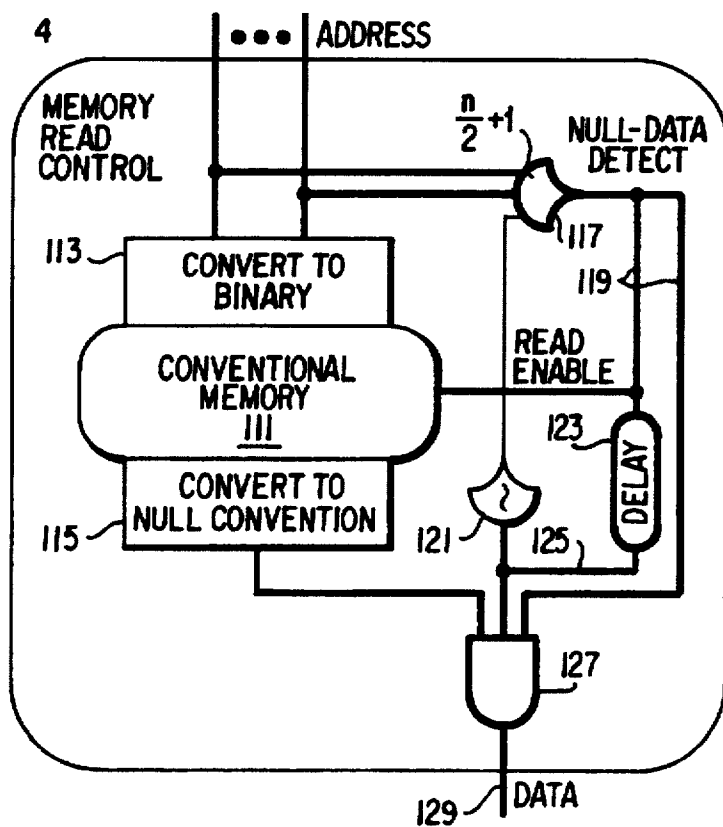 4
ADDRESS
MEMORY
READ
CONTROL
n/2 +1
NULL-DATA
DETECT
117
113
CONVERT TO
BINARY
119
READ
ENABLE
CONVENTIONAL
MEMORY
111
123
DELAY
CONVERT TO
NULL CONVENTION
115
~
121
125
127
129
DATA